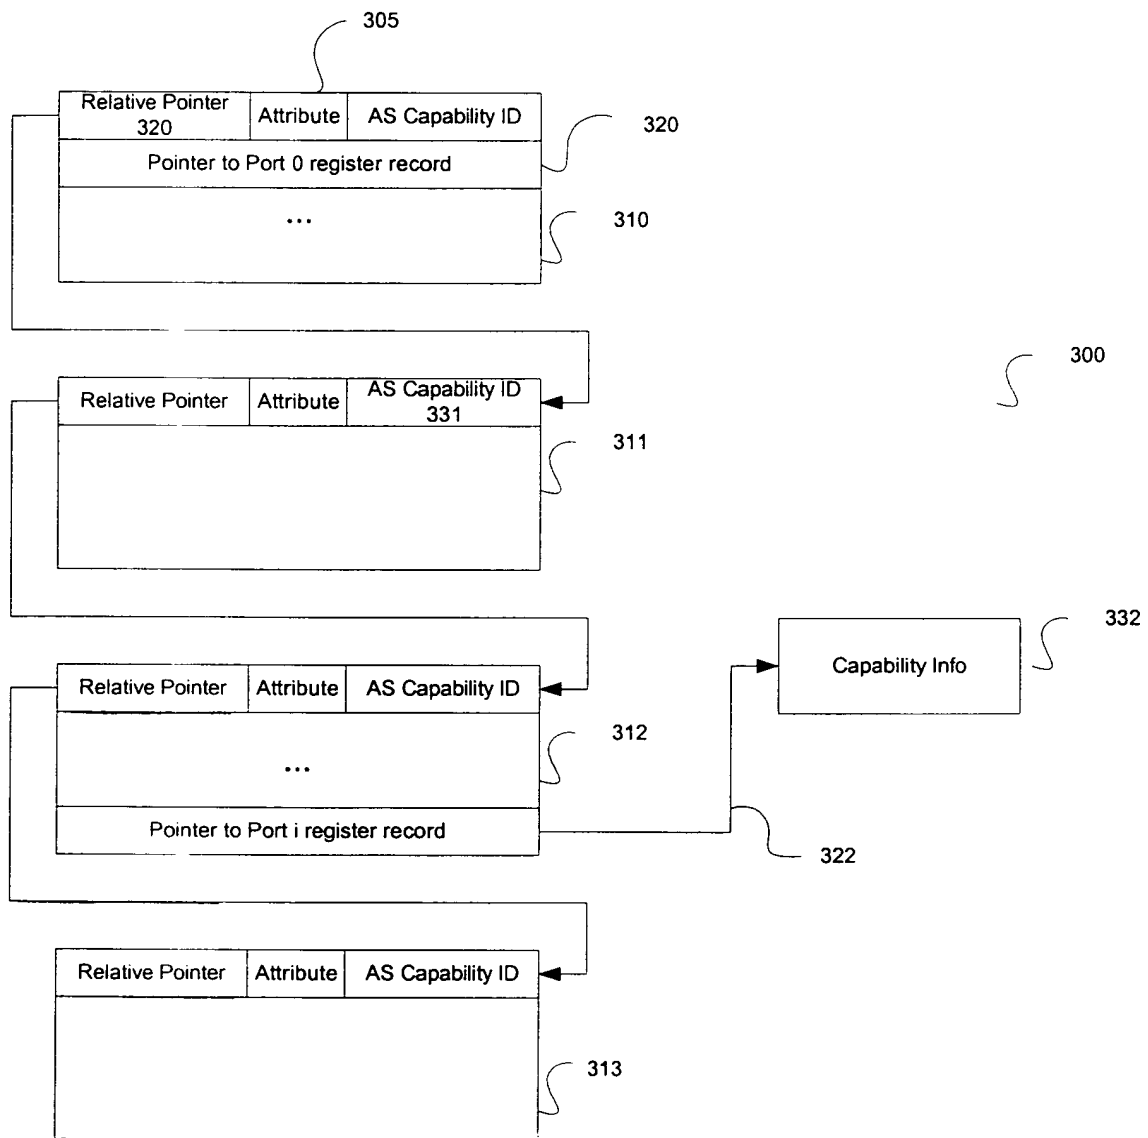 305
Relative Pointer 320 Attribute AS Capability ID
320
Pointer to Port 0 register record
...
310
300
Relative Pointer Attribute AS Capability ID 331
311
332
Capability Info
Relative Pointer Attribute AS Capability ID
312
...
Pointer to Port i register record
322
Relative Pointer Attribute AS Capability ID
313